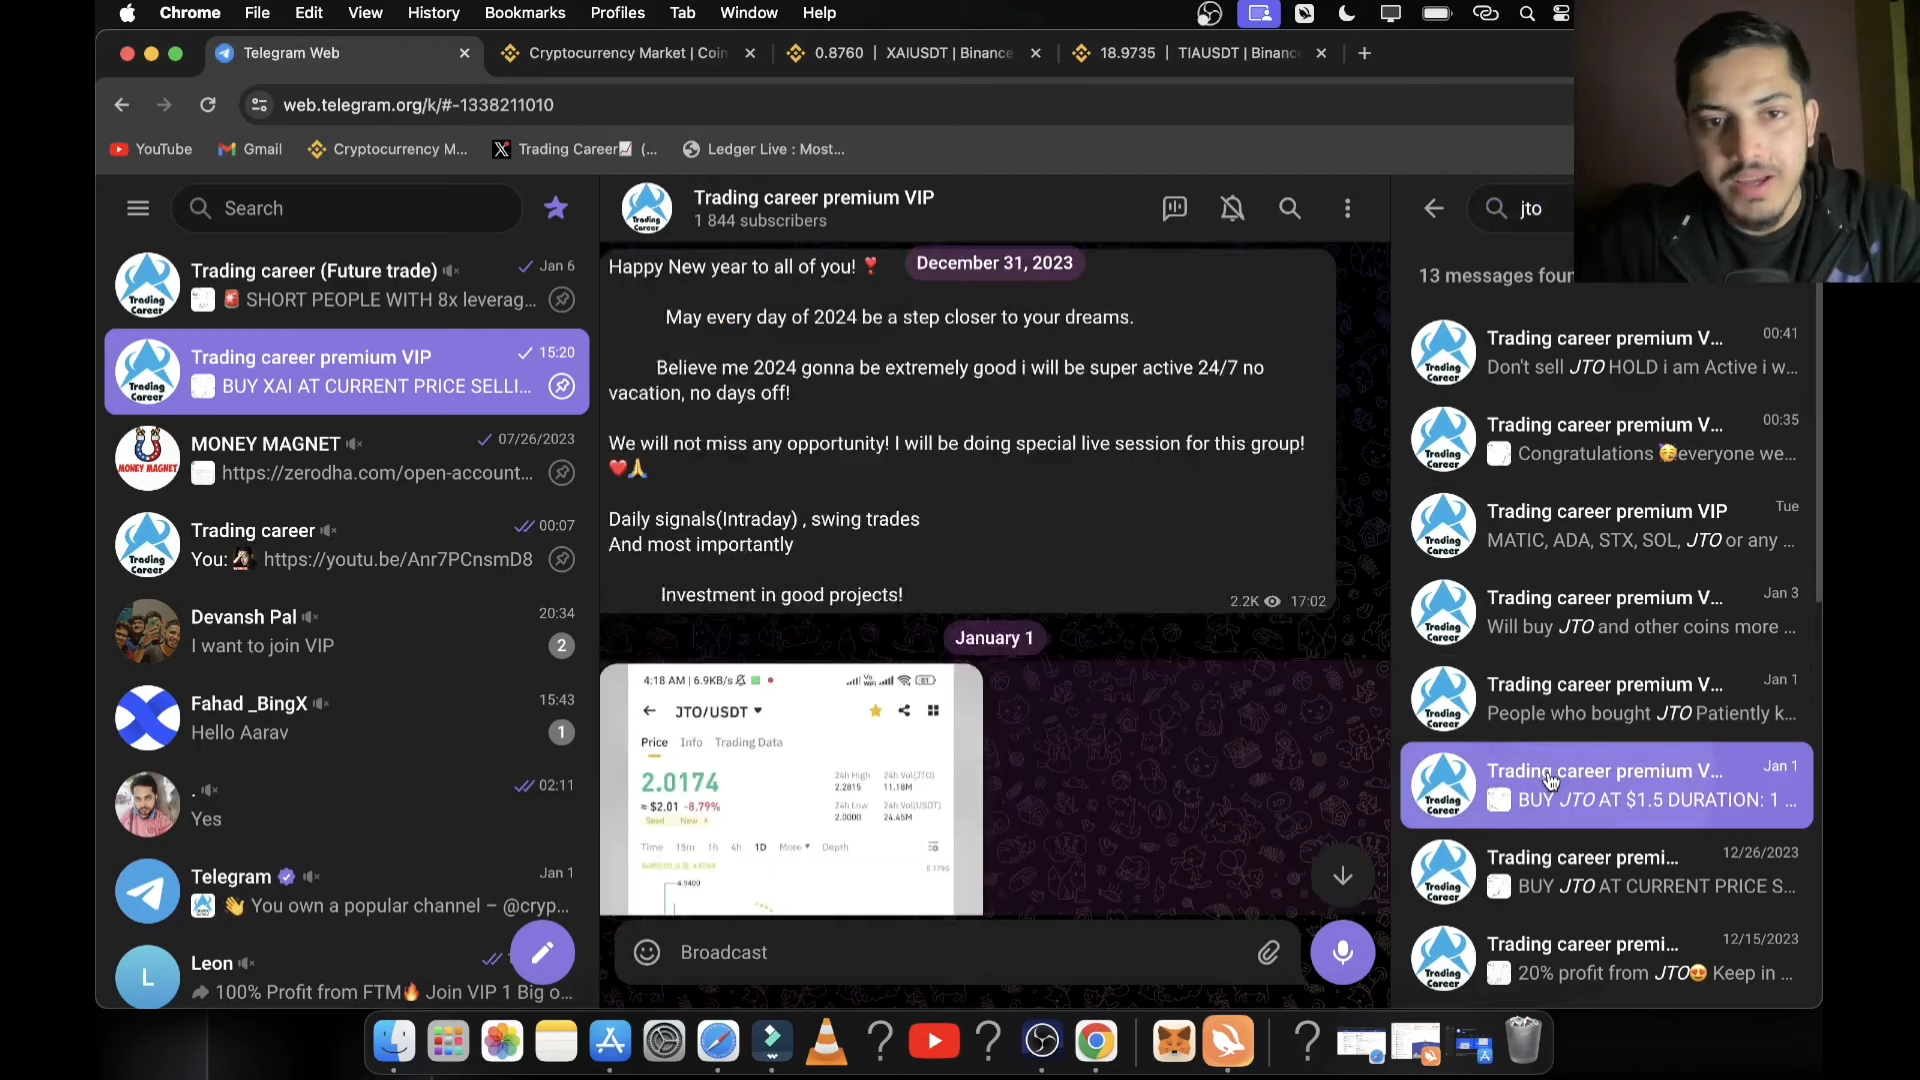 Chrome File Edit View History Bookmarks Profiles Tab Window Help
Telegram Web
Cryptocurrency Market | Coin
0.8760 | XAIUSDT | Binance
18.9735 | TIAUSDT | Binanc
web.telegram.org/k/#-1338211010
YouTube
Gmail
Cryptocurrency M...
Trading Career📈 (...
Ledger Live : Most...
Search
Trading career (Future trade)
Jan 6
🚨 SHORT PEOPLE WITH 8x leverag...
Trading career premium VIP
15:20
BUY XAI AT CURRENT PRICE SELLI...
MONEY MAGNET
07/26/2023
https://zerodha.com/open-account...
Trading career
00:07
You: https://youtu.be/Anr7PCnsmD8
Devansh Pal
20:34
I want to join VIP
2
Fahad _BingX
15:43
Hello Aarav
1
.
02:11
Yes
Telegram
Jan 1
👋 You own a popular channel – @cryp...
L
Leon
100% Profit from FTM🔥 Join VIP 1 Big o...
Trading career premium VIP
1 844 subscribers
December 31, 2023
Happy New year to all of you! ❣️
May every day of 2024 be a step closer to your dreams.
Believe me 2024 gonna be extremely good i will be super active 24/7 no
vacation, no days off!
We will not miss any opportunity! I will be doing special live session for this group!
❤️🙏
Daily signals(Intraday) , swing trades
And most importantly
Investment in good projects!
2.2K 17:02
January 1
4:18 AM | 6.9KB/s
JTO/USDT
Price Info Trading Data
2.0174
≈ $2.01 -8.79%
Seed New
24h High
2.2815
24h Vol(JTO)
11.18M
24h Low
2.0000
24h Vol(USDT)
24.45M
Time 15m 1h 4h 1D More Depth
5.1795
4.9400
Broadcast
jto
13 messages foun
Trading career premium V...
00:41
Don't sell JTO HOLD i am Active i w...
Trading career premium V...
00:35
Congratulations 🥳everyone we...
Trading career premium VIP
Tue
MATIC, ADA, STX, SOL, JTO or any ...
Trading career premium V...
Jan 3
Will buy JTO and other coins more ...
Trading career premium V...
Jan 1
People who bought JTO Patiently k...
Trading career premium V...
Jan 1
BUY JTO AT $1.5 DURATION: 1 ...
Trading career premi...
12/26/2023
BUY JTO AT CURRENT PRICE S...
Trading career premi...
12/15/2023
20% profit from JTO😍 Keep in ...